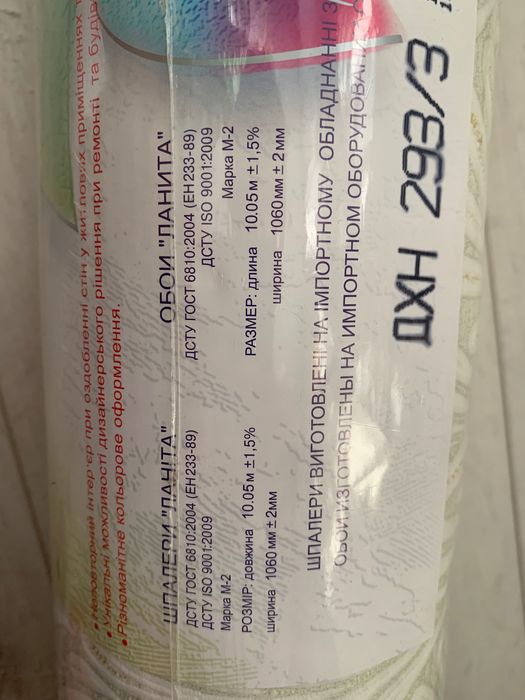 • Неповторний інтер'єр при оздобленні стін у житлових приміщеннях
• Унікальні можливості дизайнерського рішення при ремонті та будів
• Різноманітне кольорове оформлення.
ШПАЛЕРИ "ЛАНІТА"
ДСТУ ГОСТ 6810:2004 (ЕН 233-89)
ДСТУ ISO 9001:2009
Марка М-2
РОЗМІР: довжина 10.05 м ±1,5%
ширина 1060 мм ± 2мм
ОБОИ "ЛАНИТА"
ДСТУ ГОСТ 6810:2004 (ЕН 233-89)
ДСТУ ISO 9001:2009
Марка М-2
РАЗМЕР: длина 10.05 м ±1,5%
ширина 1060мм ± 2 мм
ШПАЛЕРИ ВИГОТОВЛЕНІ НА ІМПОРТНОМУ ОБЛАДНАННІ З
ОБОИ ИЗГОТОВЛЕНЫ НА ИМПОРТНОМ ОБОРУДОВАНИ
ДХН 293/3